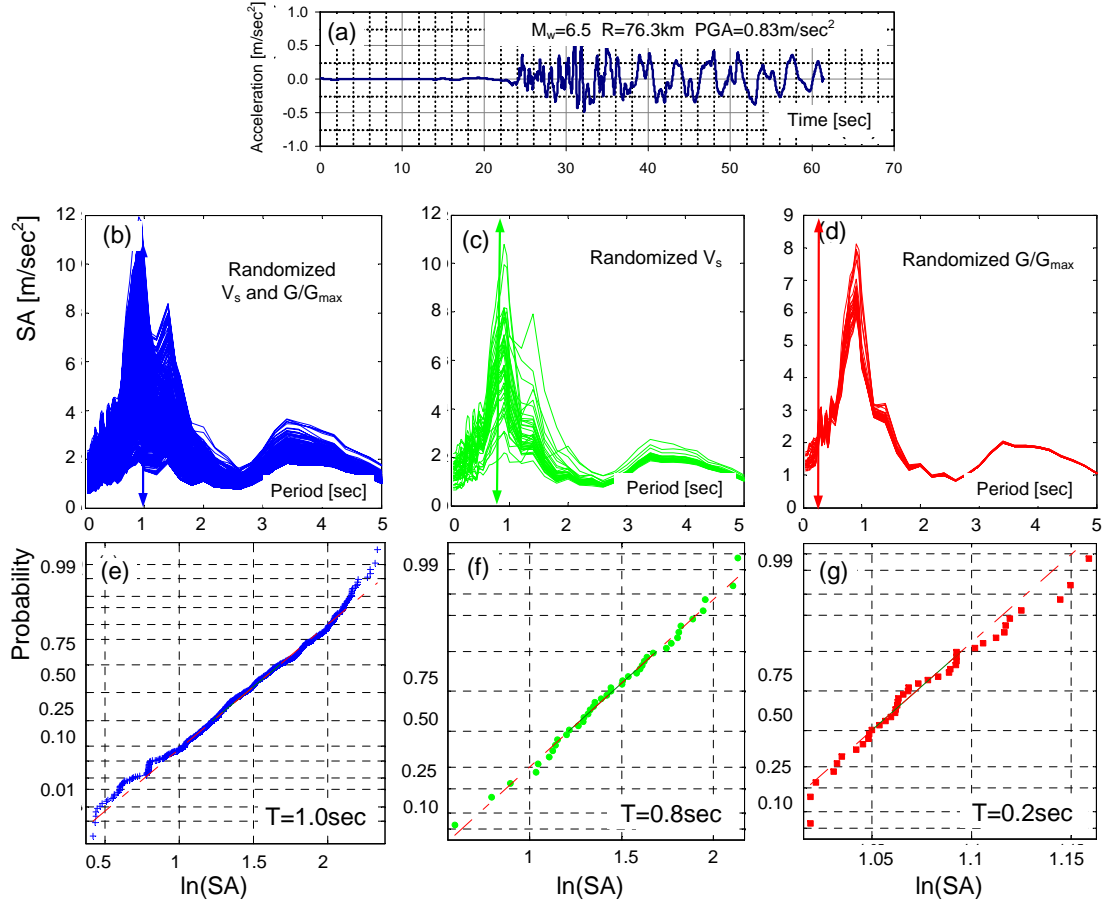 (a)
M_w=6.5 R=76.3km PGA=0.83m/sec²
Acceleration [m/sec²]
1.0
0.5
0.0
-0.5
-1.0
Time [sec]
0 10 20 30 40 50 60 70
SA [m/sec²]
12
10
8
6
4
2
0
(b)
Randomized
V_s and G/G_max
Period [sec]
0 1 2 3 4 5
12
10
8
6
4
2
0
(c)
Randomized V_s
Period [sec]
0 1 2 3 4 5
9
8
7
6
5
4
3
2
1
0
(d)
Randomized G/G_max
Period [sec]
0 1 2 3 4 5
Probability
0.99
0.75
0.50
0.25
0.10
0.01
(e)
T=1.0sec
0.5 1 1.5 2
ln(SA)
0.99
0.75
0.50
0.25
0.10
(f)
T=0.8sec
1 1.5 2
ln(SA)
0.99
0.75
0.50
0.25
0.10
(g)
T=0.2sec
1.05 1.1 1.15
ln(SA)